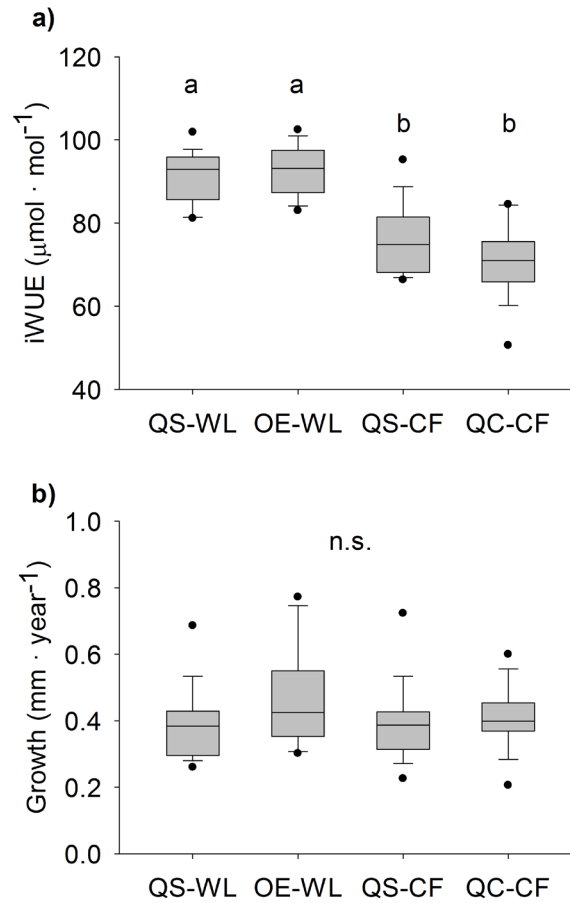 a)
120
100
80
60
40
iWUE (μmol · mol⁻¹)
a a b b
QS-WL OE-WL QS-CF QC-CF
b)
1.0
0.8
0.6
0.4
0.2
0.0
Growth (mm · year⁻¹)
n.s.
QS-WL OE-WL QS-CF QC-CF